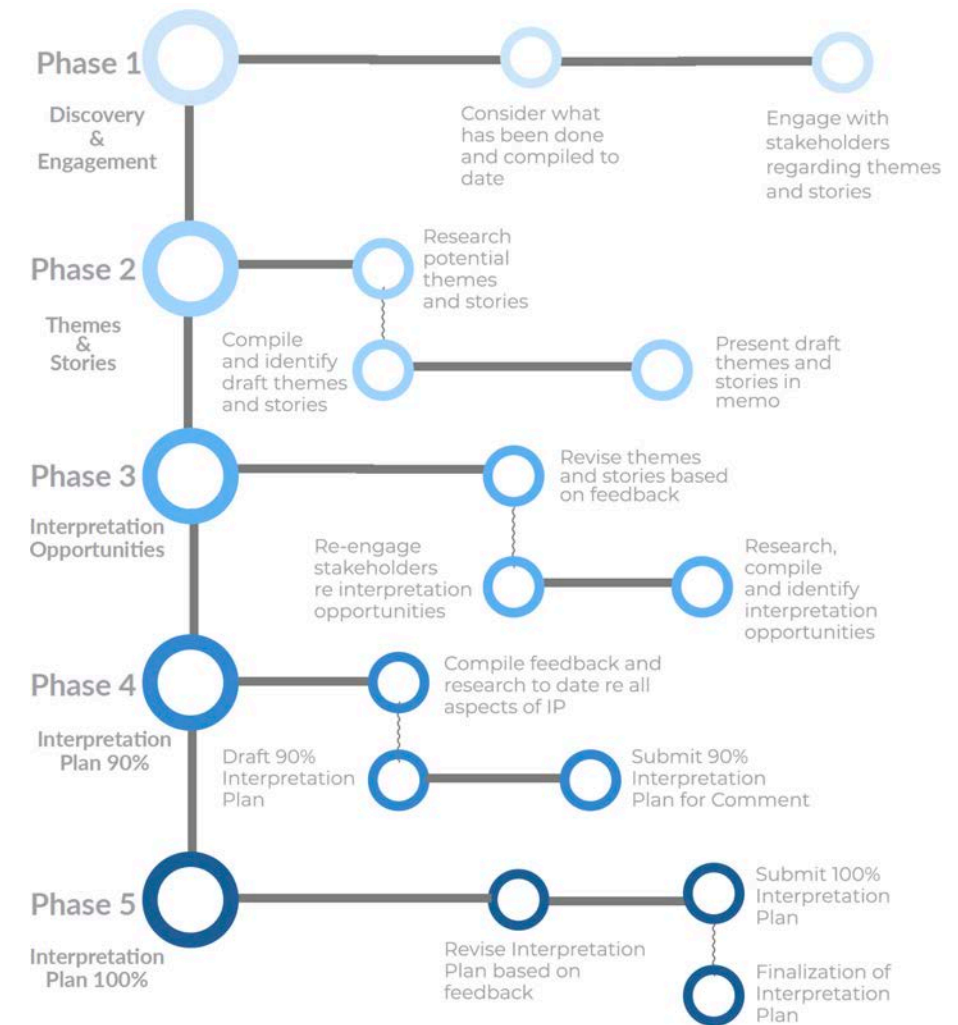 Phase 1
Discovery
&
Engagement
Consider what
has been done
and compiled to
date
Engage with
stakeholders
regarding themes
and stories
Phase 2
Themes
&
Stories
Research
potential
themes
and stories
Compile
and identify
draft themes
and stories
Present draft
themes and
stories in
memo
Phase 3
Interpretation
Opportunities
Revise themes
and stories based
on feedback
Re-engage
stakeholders
re interpretation
opportunities
Research,
compile
and identify
interpretation
opportunities
Phase 4
Interpretation
Plan 90%
Compile feedback and
research to date re all
aspects of IP
Draft 90%
Interpretation
Plan
Submit 90%
Interpretation
Plan for Comment
Phase 5
Interpretation
Plan 100%
Revise Interpretation
Plan based on
feedback
Submit 100%
Interpretation
Plan
Finalization of
Interpretation
Plan